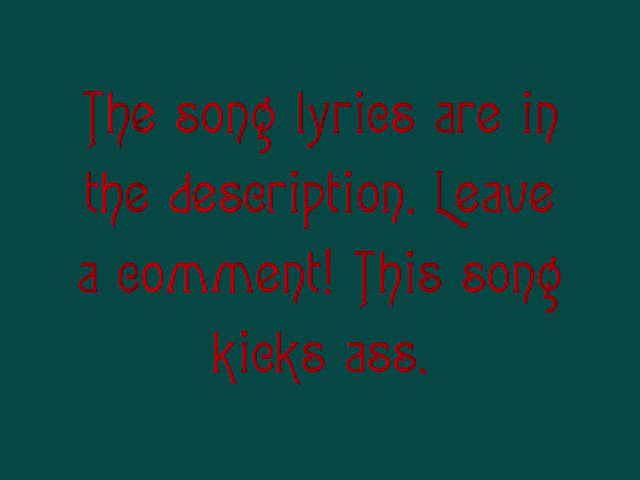 The song lyrics are in
the description. Leave
a comment! This song
kicks ass.